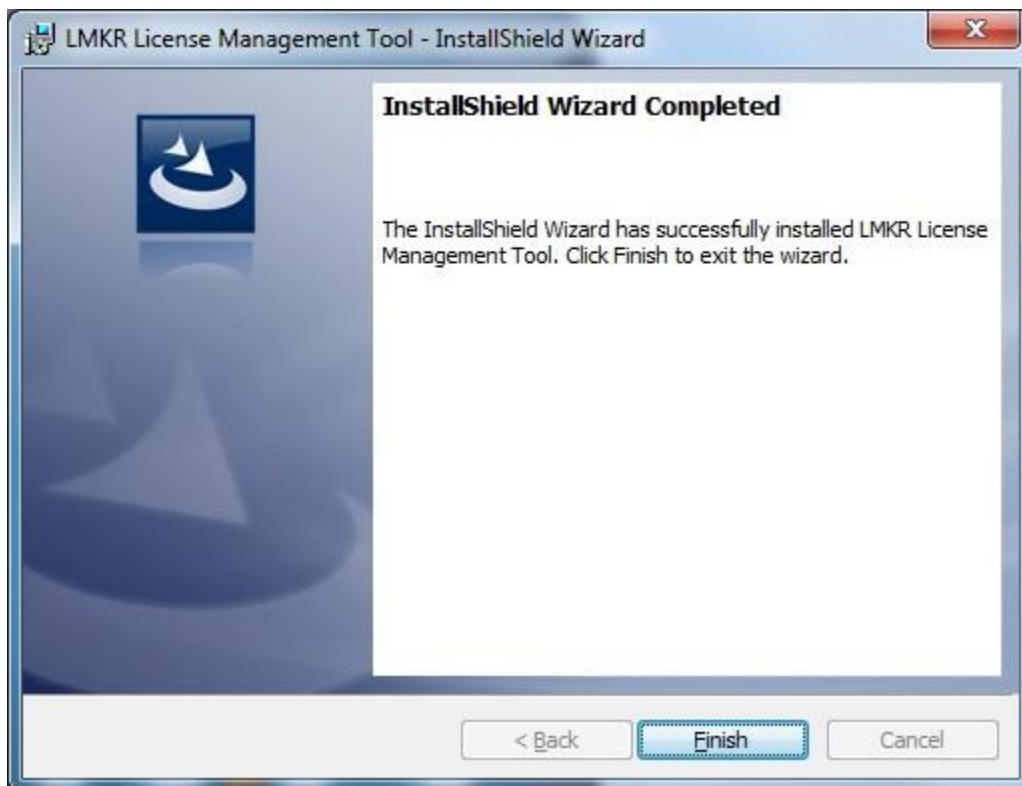 LMKR License Management Tool - InstallShield Wizard
InstallShield Wizard Completed
The InstallShield Wizard has successfully installed LMKR License
Management Tool. Click Finish to exit the wizard.
< Back
Finish
Cancel